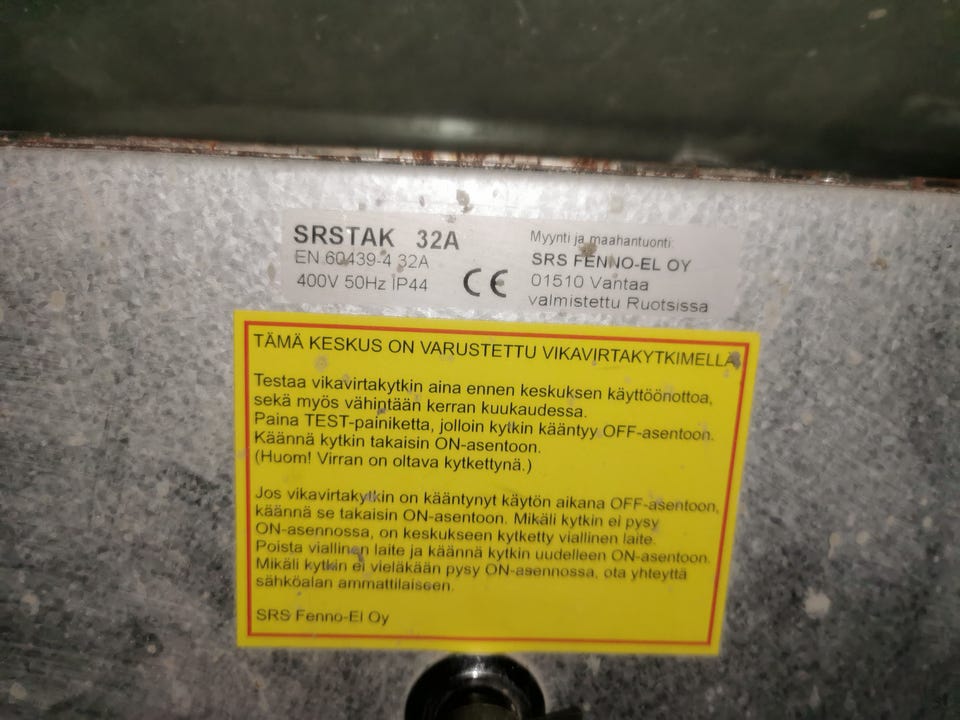 SRSTAK 32A
EN 60439-4 32A
400V 50Hz IP44
CE
Myynti ja maahantuonti:
SRS FENNO-EL OY
01510 Vantaa
valmistettu Ruotsissa
TÄMÄ KESKUS ON VARUSTETTU VIKAVIRTAKYTKIMELLÄ
Testaa vikavirtakytkin aina ennen keskuksen käyttöönottoa,
sekä myös vähintään kerran kuukaudessa.
Paina TEST-painiketta, jolloin kytkin kääntyy OFF-asentoon.
Käännä kytkin takaisin ON-asentoon.
(Huom! Virran on oltava kytkettynä.)
Jos vikavirtakytkin on kääntynyt käytön aikana OFF-asentoon,
käännä se takaisin ON-asentoon. Mikäli kytkin ei pysy
ON-asennossa, on keskukseen kytketty viallinen laite.
Poista viallinen laite ja käännä kytkin uudelleen ON-asentoon.
Mikäli kytkin ei vieläkään pysy ON-asennossa, ota yhteyttä
sähköalan ammattilaiseen.
SRS Fenno-El Oy